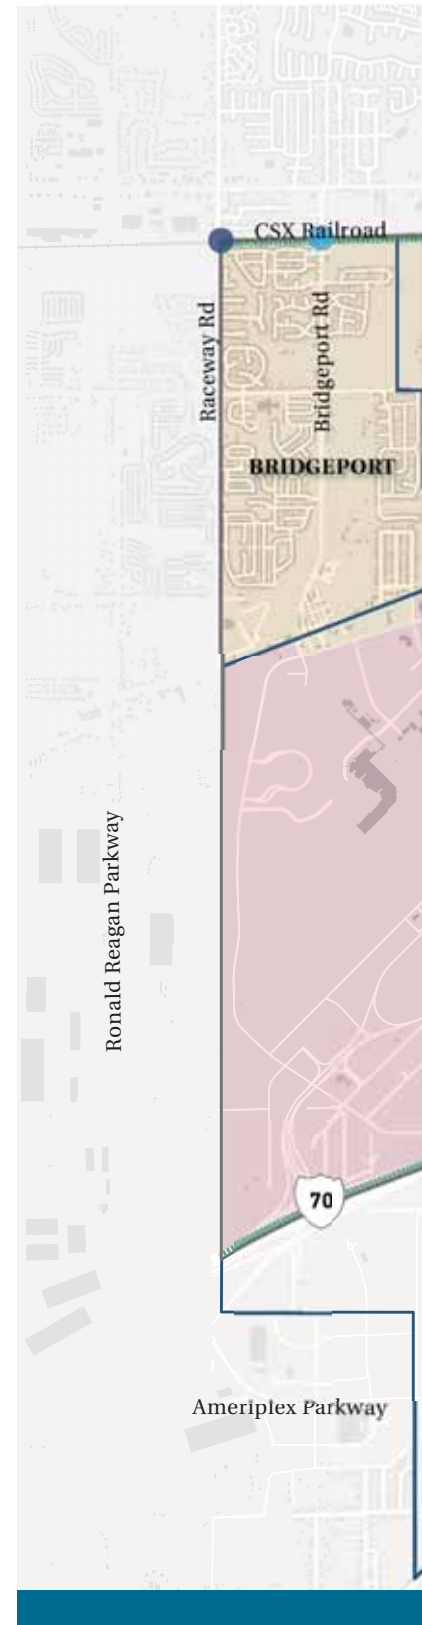 CSX Railroad
Raceway Rd
Bridgeport Rd
BRIDGEPORT
Ronald Reagan Parkway
70
Ameriplex Parkway